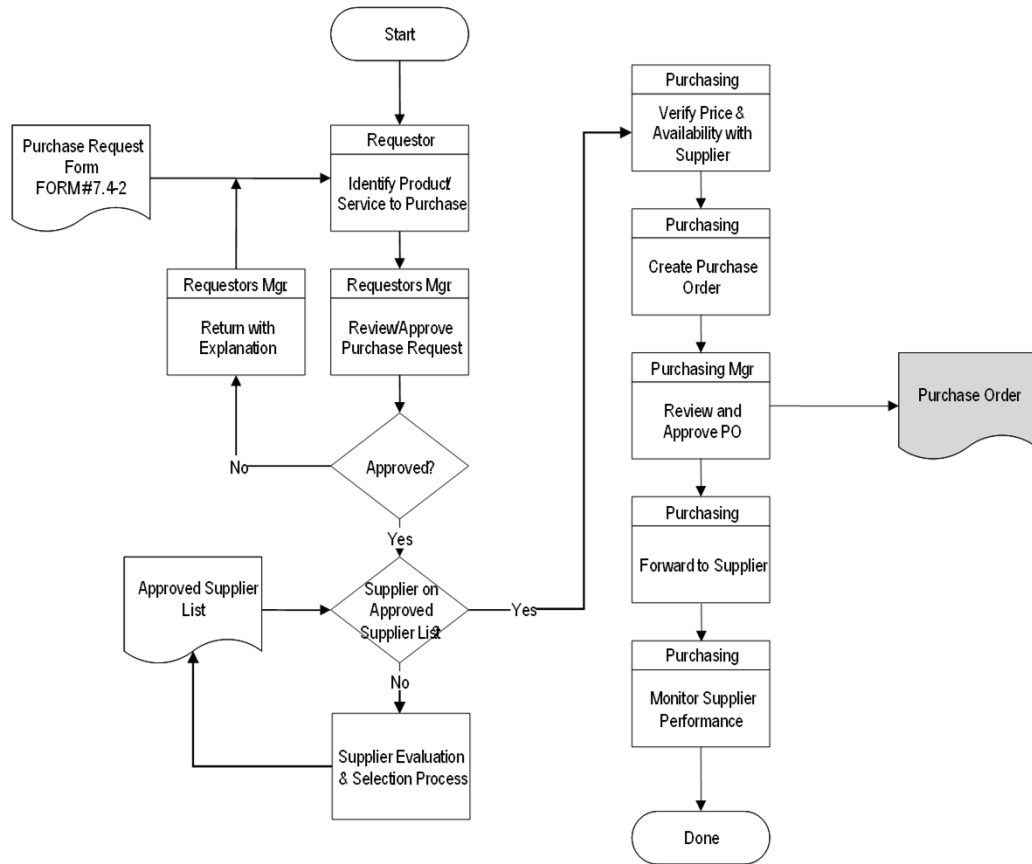 Start
Requestor
Identify Product/
Service to Purchase
Purchase Request
Form
FORM#7.4-2
Requestors Mgr.
Return with
Explanation
Requestors Mgr.
Review/Approve
Purchase Request
Approved?
No
Yes
Approved Supplier
List
Supplier on
Approved
Supplier List?
Yes
No
Supplier Evaluation
& Selection Process
Purchasing
Verify Price &
Availability with
Supplier
Purchasing
Create Purchase
Order
Purchasing Mgr
Review and
Approve PO
Purchase Order
Purchasing
Forward to Supplier
Purchasing
Monitor Supplier
Performance
Done